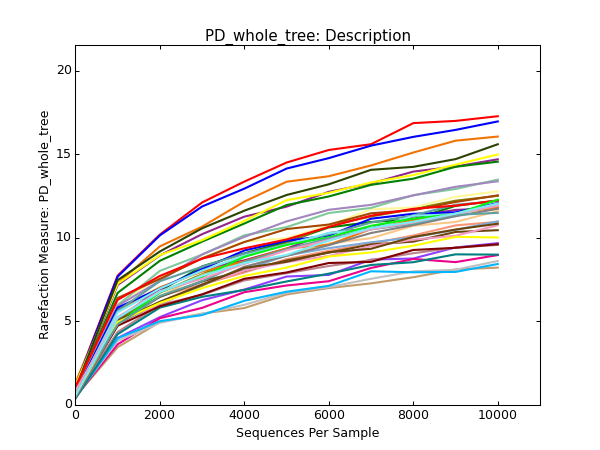 PD_whole_tree: Description
20
15
10
5
0
Rarefaction Measure: PD_whole_tree
0 2000 4000 6000 8000 10000
Sequences Per Sample